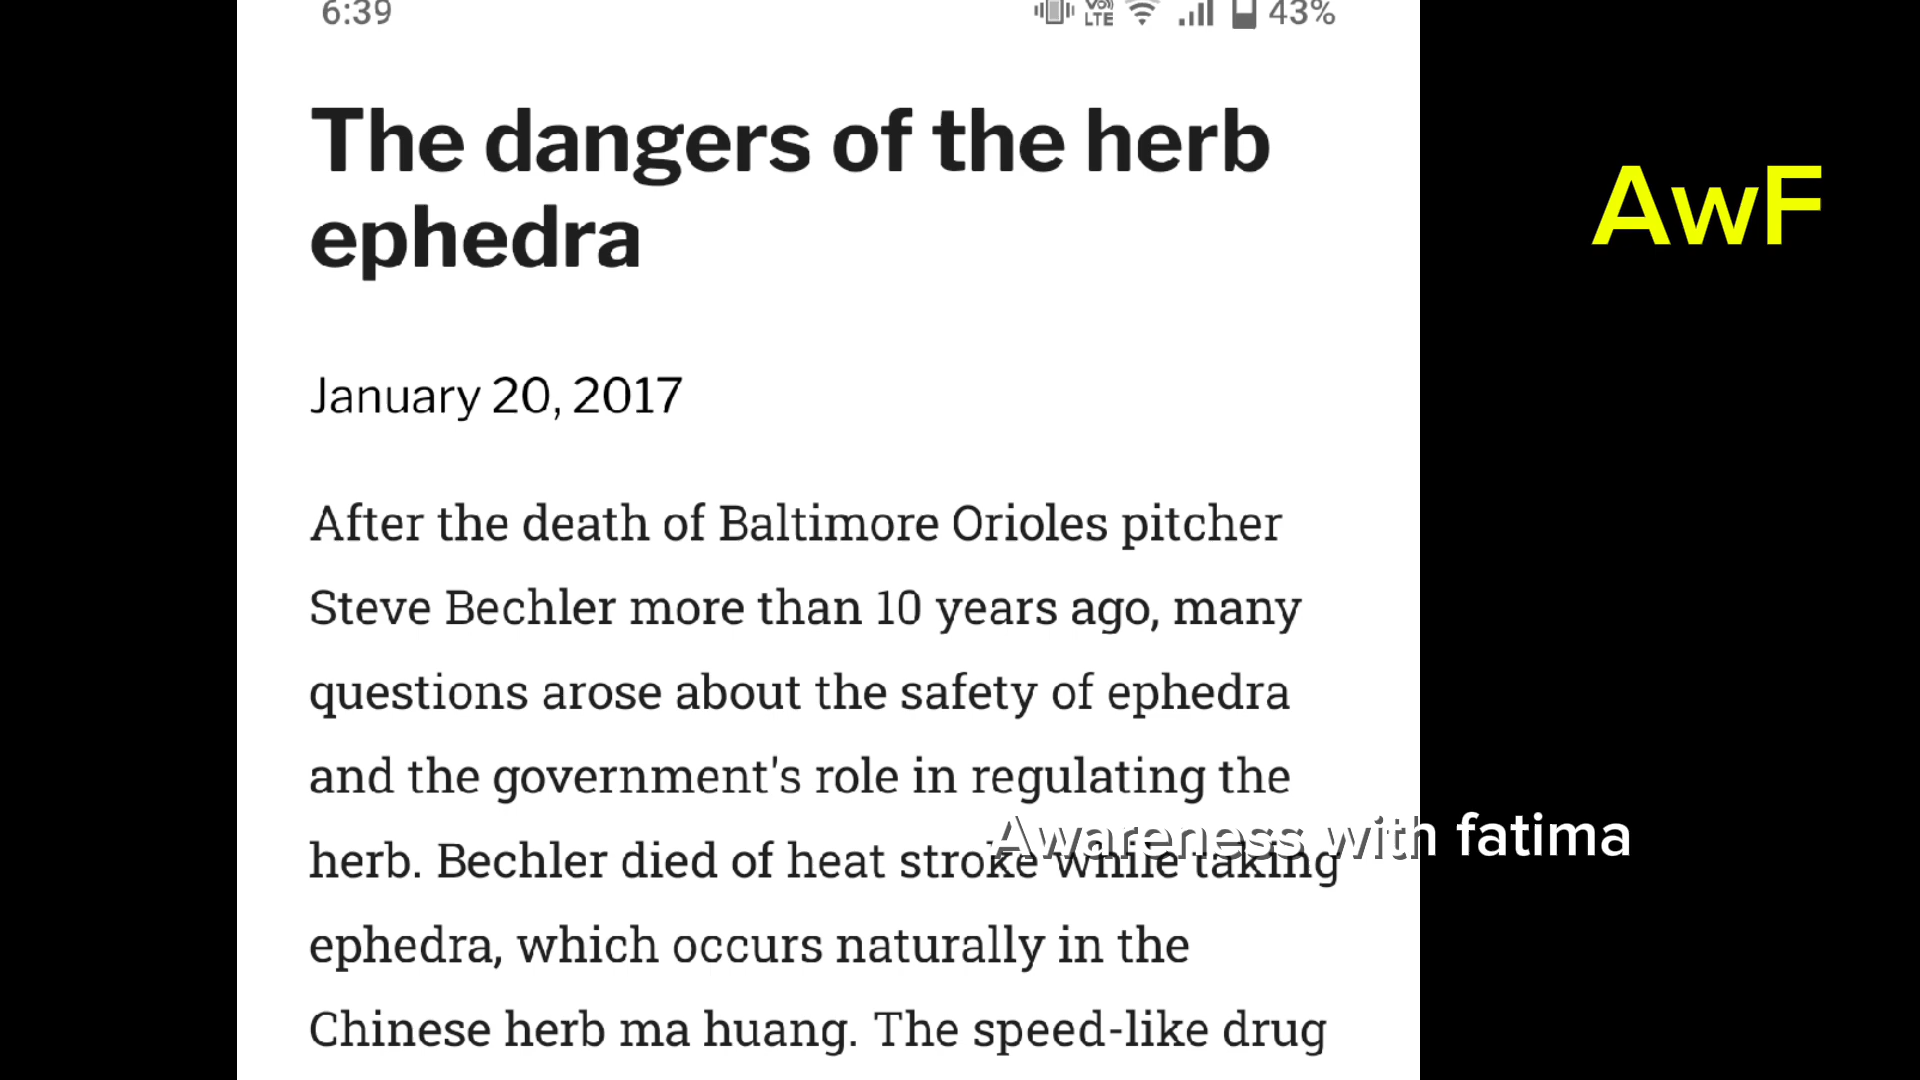 6:39
VO) LTE 43%
The dangers of the herb
ephedra
AwF
January 20, 2017
After the death of Baltimore Orioles pitcher
Steve Bechler more than 10 years ago, many
questions arose about the safety of ephedra
and the government's role in regulating the
Awareness with fatima
herb. Bechler died of heat stroke while taking
ephedra, which occurs naturally in the
Chinese herb ma huang. The speed-like drug